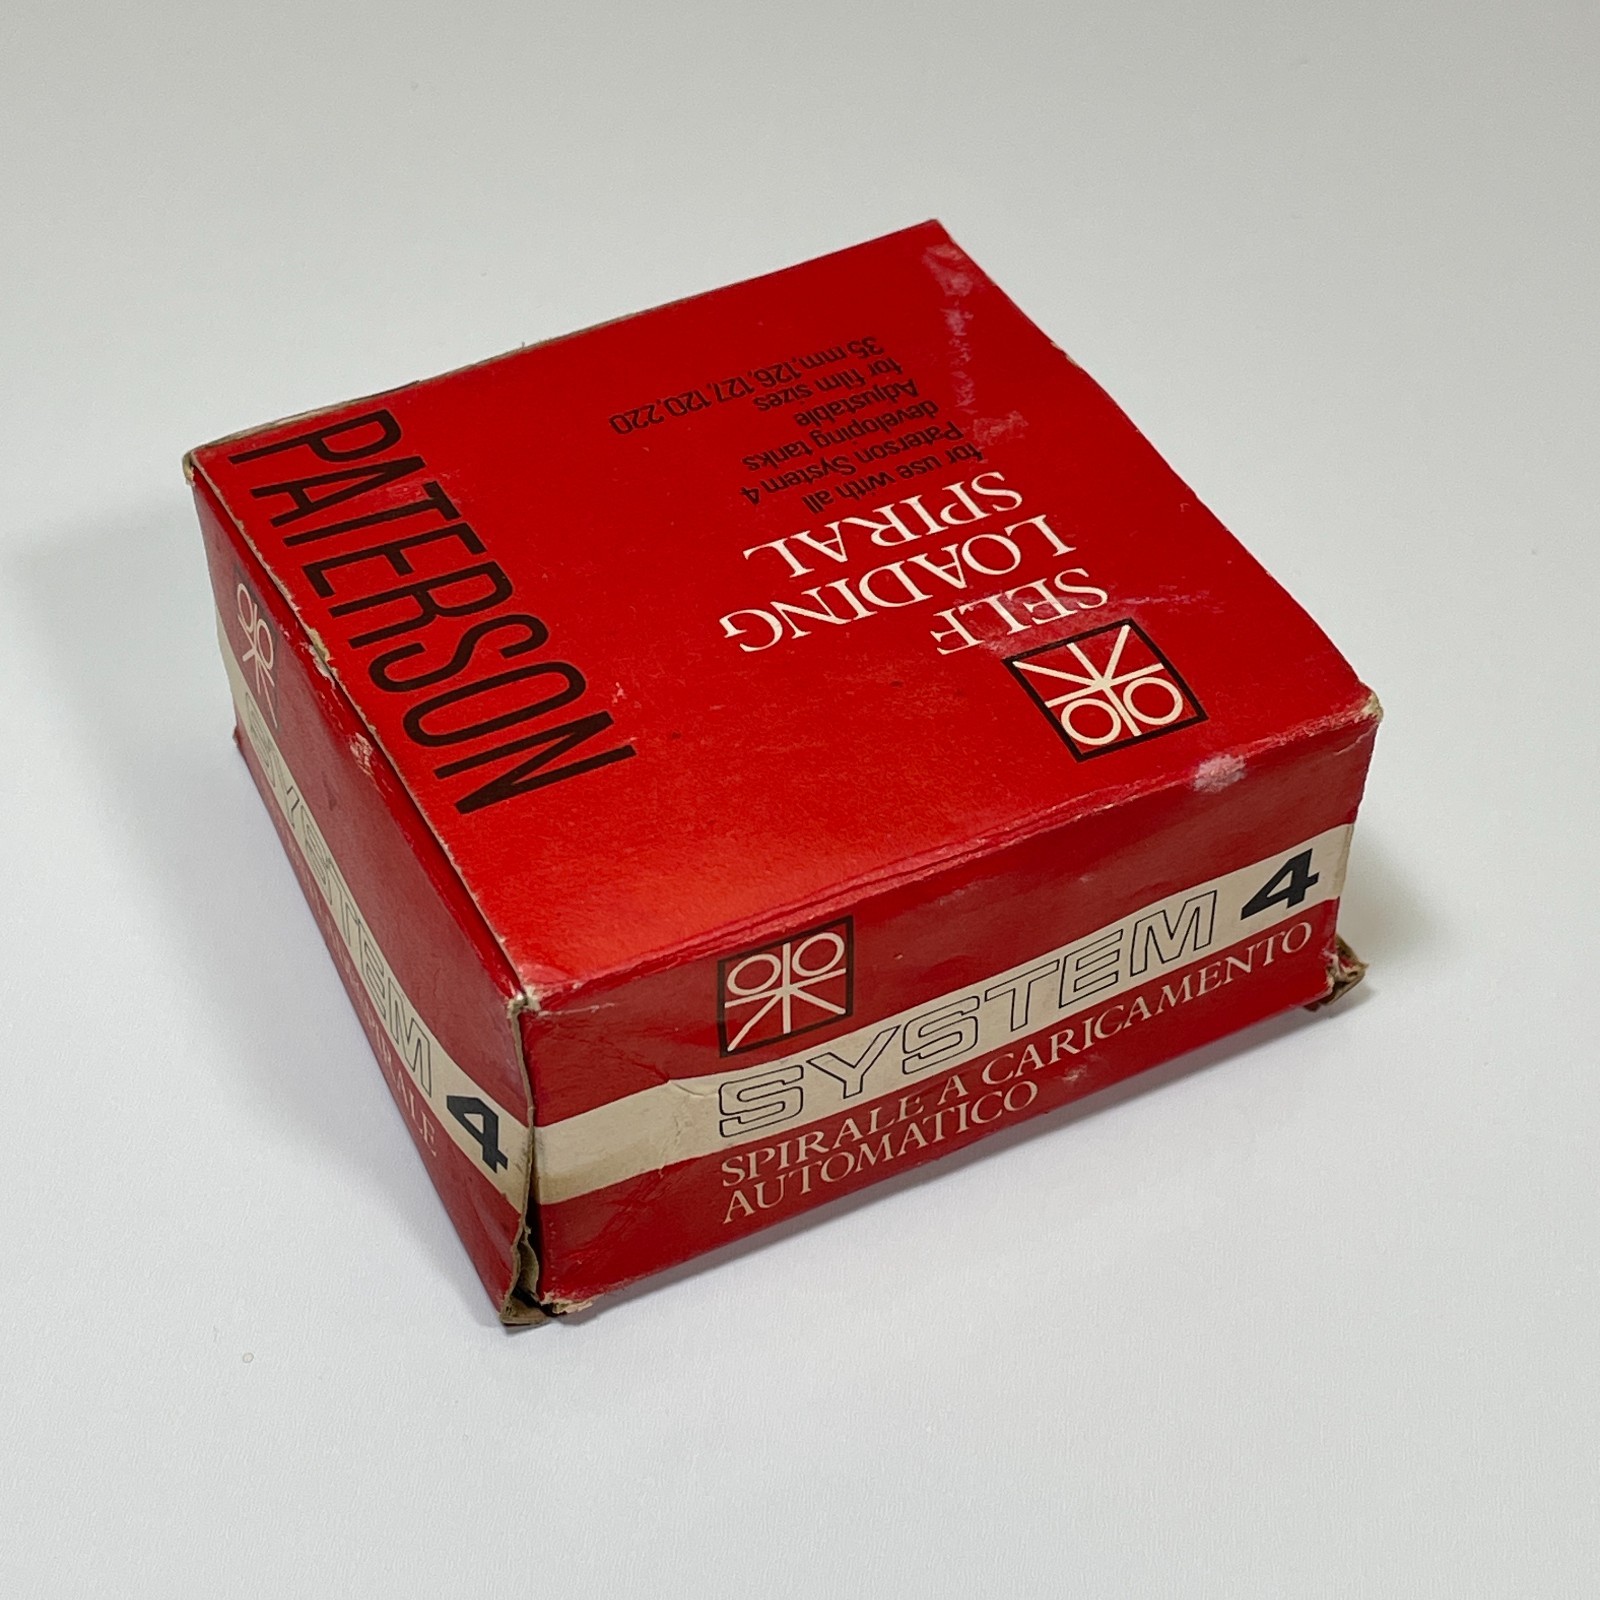 PATERSON
SELF
LOADING
SPIRAL
for use with all
Paterson System 4
developing tanks
Adjustable
for film sizes
35 mm,126,127,120,220
SYSTEM 4
SPIRALE A CARICAMENTO
AUTOMATICO
SYSTEM 4
SPIRALE